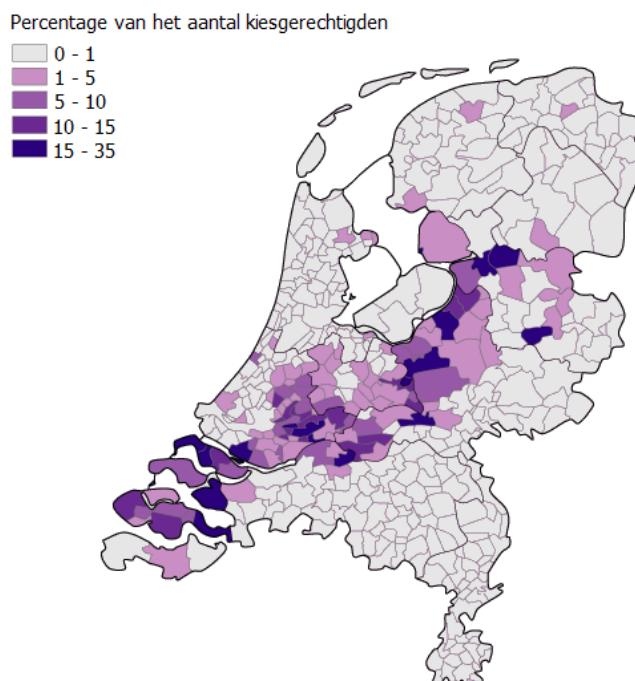 Percentage van het aantal kiesgerechtigden
0 - 1
1 - 5
5 - 10
10 - 15
15 - 35